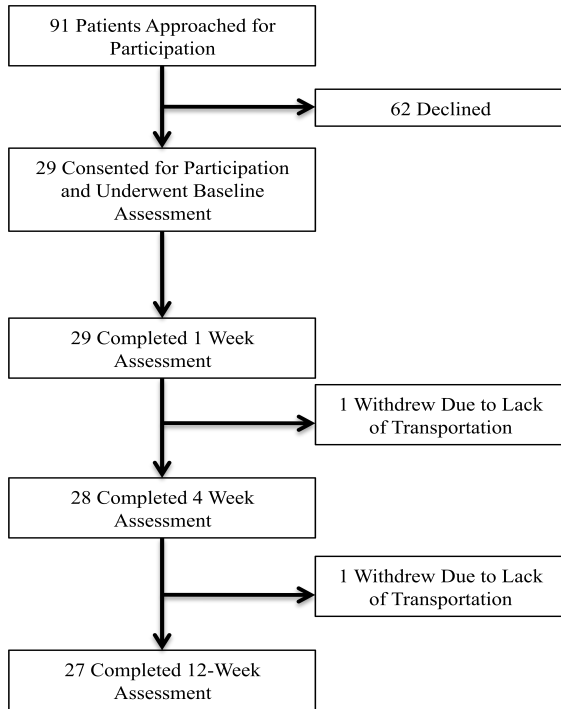 91 Patients Approached for
Participation
62 Declined
29 Consented for Participation
and Underwent Baseline
Assessment
29 Completed 1 Week
Assessment
1 Withdrew Due to Lack
of Transportation
28 Completed 4 Week
Assessment
1 Withdrew Due to Lack
of Transportation
27 Completed 12-Week
Assessment